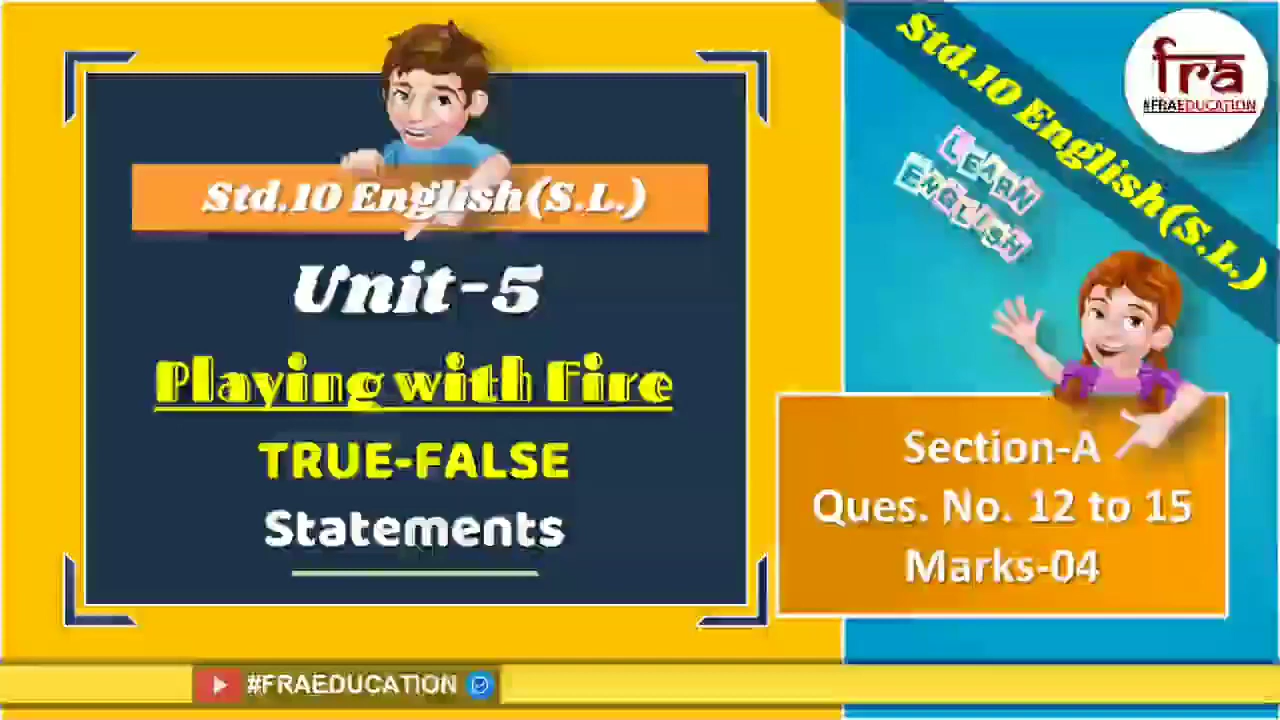 Std.10 English(S.L.)
Unit-5
Playing with Fire
TRUE-FALSE
Statements
Std.10 English(S.L.)
fra
#FRAEDUCATION
LEARN
ENGLISH
Section-A
Ques. No. 12 to 15
Marks-04
#FRAEDUCATION